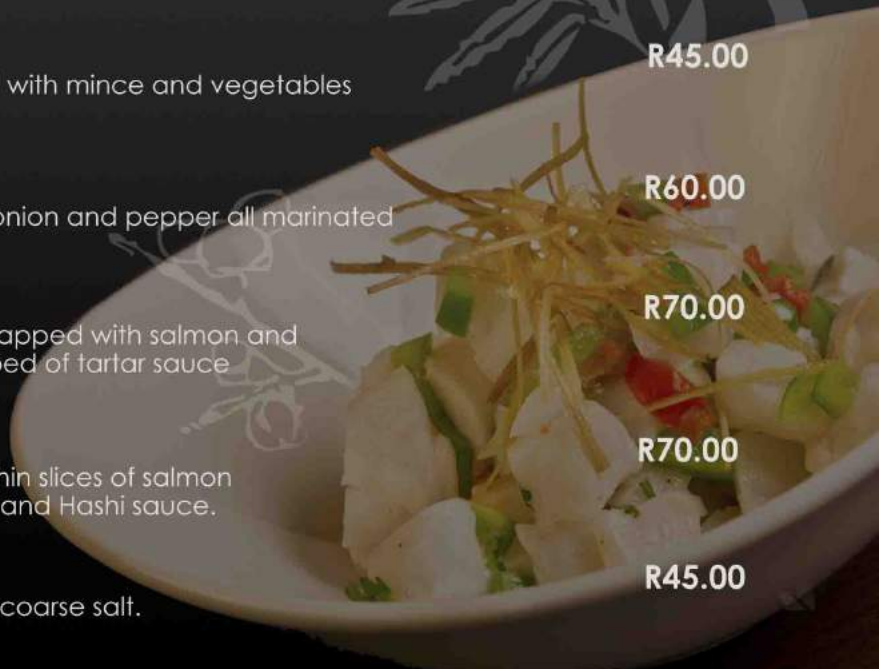 R45.00
with mince and vegetables
R60.00
onion and pepper all marinated
R70.00
apped with salmon and
ped of tartar sauce
R70.00
hin slices of salmon
and Hashi sauce.
R45.00
coarse salt.